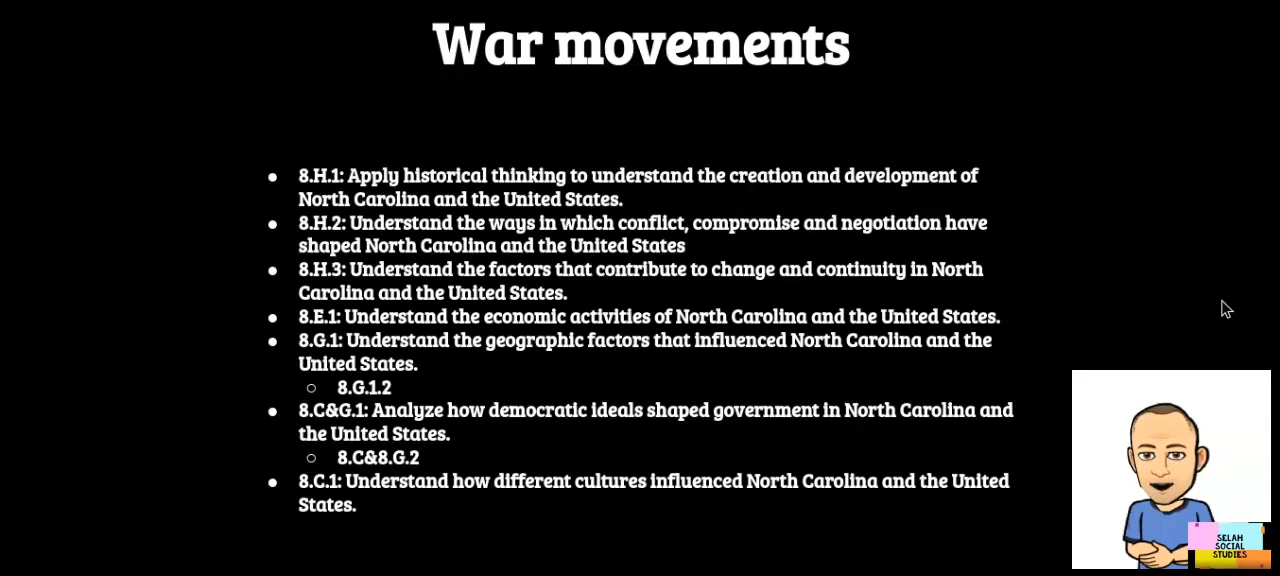 War movements
● 8.H.1: Apply historical thinking to understand the creation and development of
North Carolina and the United States.
● 8.H.2: Understand the ways in which conflict, compromise and negotiation have
shaped North Carolina and the United States
● 8.H.3: Understand the factors that contribute to change and continuity in North
Carolina and the United States.
● 8.E.1: Understand the economic activities of North Carolina and the United States.
● 8.G.1: Understand the geographic factors that influenced North Carolina and the
United States.
○ 8.G.1.2
● 8.C&G.1: Analyze how democratic ideals shaped government in North Carolina and
the United States.
○ 8.C&8.G.2
● 8.C.1: Understand how different cultures influenced North Carolina and the United
States.
SELAH
SOCIAL
STUDIES